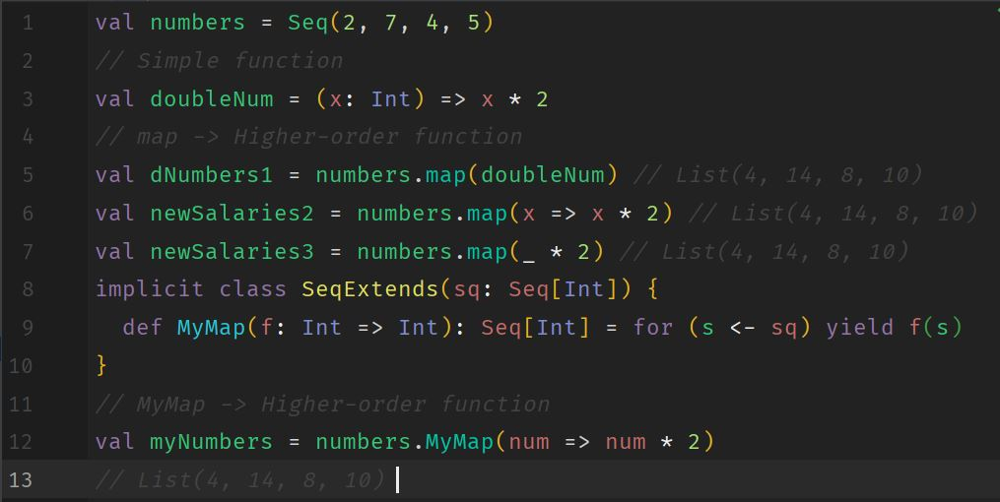 1 val numbers = Seq(2, 7, 4, 5)
2 // Simple function
3 val doubleNum = (x: Int) => x * 2
4 // map -> Higher-order function
5 val dNumbers1 = numbers.map(doubleNum) // List(4, 14, 8, 10)
6 val newSalaries2 = numbers.map(x => x * 2) // List(4, 14, 8, 10)
7 val newSalaries3 = numbers.map(_ * 2) // List(4, 14, 8, 10)
8 implicit class SeqExtends(sq: Seq[Int]) {
9   def MyMap(f: Int => Int): Seq[Int] = for (s <- sq) yield f(s)
10 }
11 // MyMap -> Higher-order function
12 val myNumbers = numbers.MyMap(num => num * 2)
13 // List(4, 14, 8, 10)